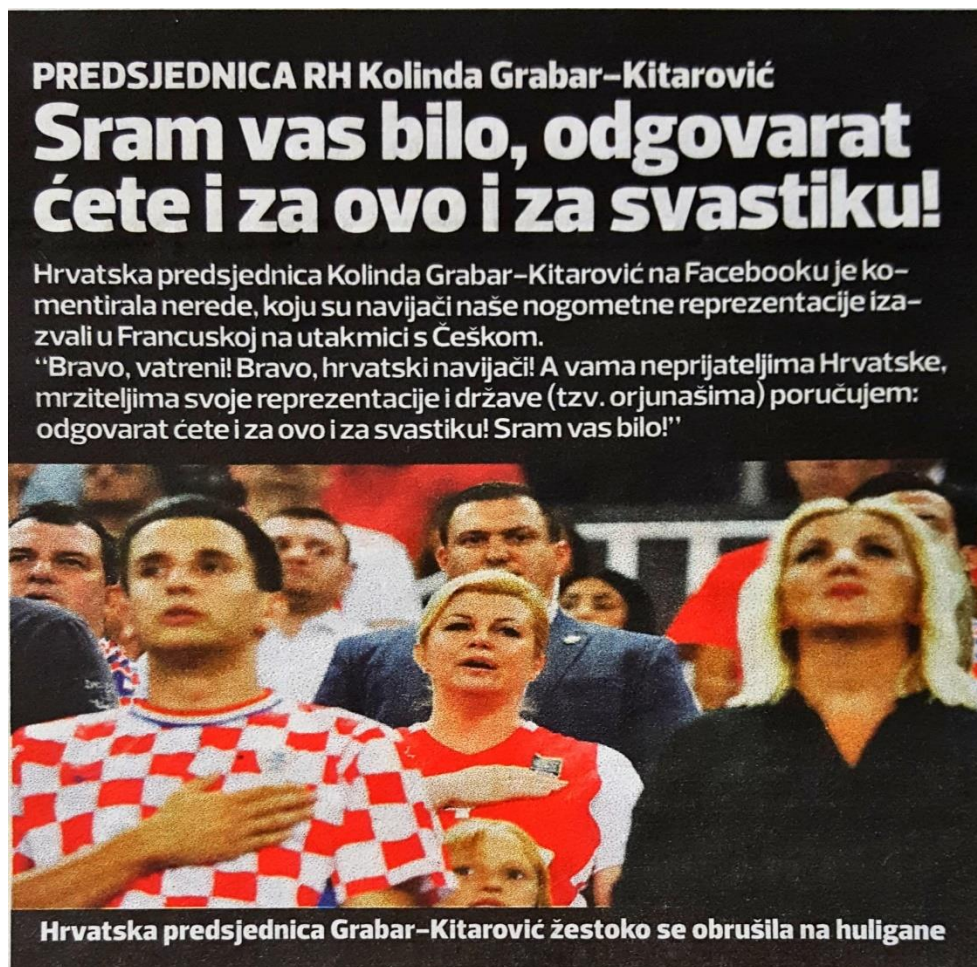 PREDSJEDNICA RH Kolinda Grabar–Kitarović
Sram vas bilo, odgovarat
ćete i za ovo i za svastiku!
Hrvatska predsjednica Kolinda Grabar–Kitarović na Facebooku je ko–
mentirala nerede, koju su navijači naše nogometne reprezentacije iza–
zvali u Francuskoj na utakmici s Češkom.
“Bravo, vatreni! Bravo, hrvatski navijači! A vama neprijateljima Hrvatske,
mrziteljima svoje reprezentacije i države (tzv. orjunašima) poručujem:
odgovarat ćete i za ovo i za svastiku! Sram vas bilo!”
Hrvatska predsjednica Grabar–Kitarović žestoko se obrušila na huligane